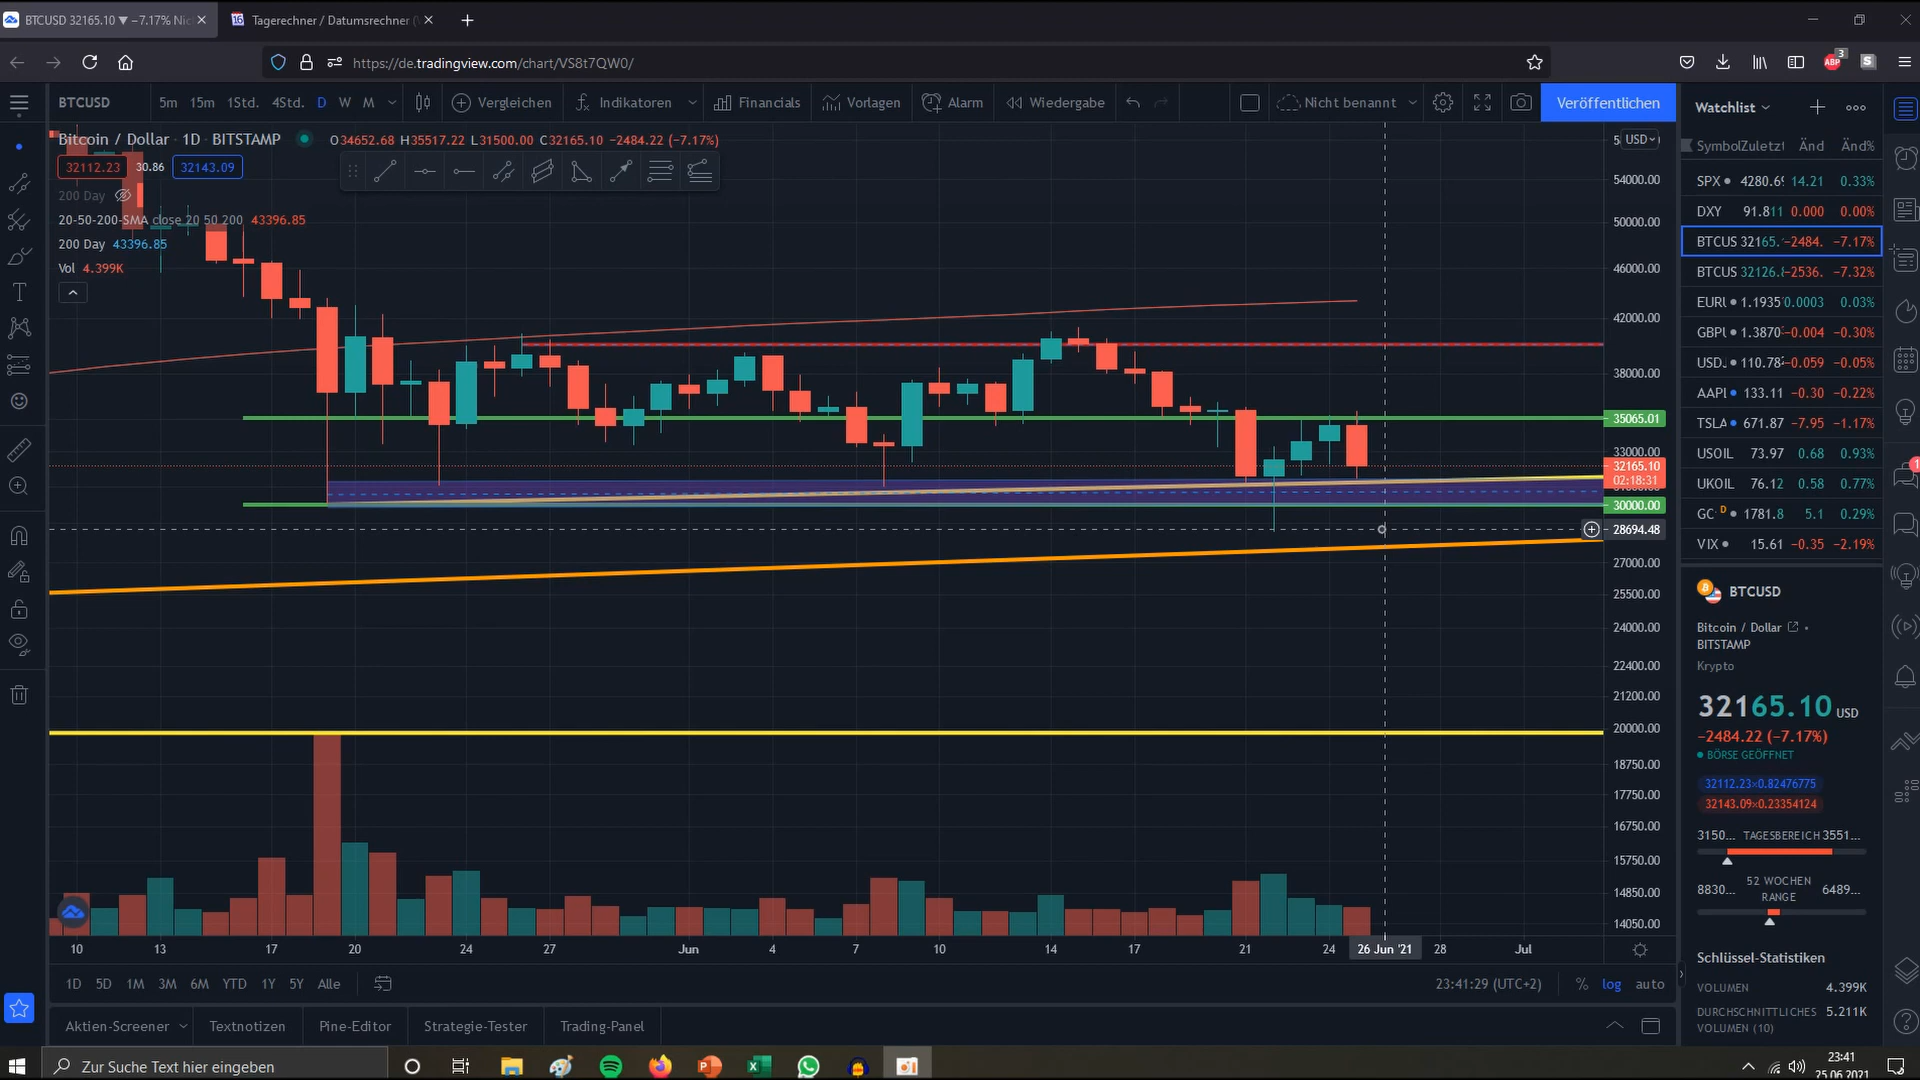 BTCUSD 32165.10 ▼ −7.17% Nic
Tagerechner / Datumsrechner (
https://de.tradingview.com/chart/VS8t7QW0/
3
ABP
S
BTCUSD
5m 15m 1Std. 4Std. D W M
Vergleichen
Indikatoren
Financials
Vorlagen
Alarm
Wiedergabe
Nicht benannt
Veröffentlichen
Bitcoin / Dollar · 1D · BITSTAMP
O34652.68 H35517.22 L31500.00 C32165.10 −2484.22 (−7.17%)
32112.23 30.86 32143.09
200 Day
20-50-200-SMA close 20 50 200 43396.85
200 Day 43396.85
Vol 4.399K
USD
54000.00
50000.00
46000.00
42000.00
38000.00
35065.01
33000.00
32165.10
02:18:31
30000.00
28694.48
27000.00
25500.00
24000.00
22400.00
21200.00
20000.00
18750.00
17750.00
16750.00
15750.00
14850.00
14050.00
10 13 17 20 24 27 Jun 4 7 10 14 17 21 24 26 Jun '21 28 Jul
1D 5D 1M 3M 6M YTD 1Y 5Y Alle
23:41:29 (UTC+2) % log auto
Aktien-Screener
Textnotizen
Pine-Editor
Strategie-Tester
Trading-Panel
Watchlist
Symbol Zuletzt Änd Änd%
SPX 4280.69 14.21 0.33%
DXY 91.811 0.000 0.00%
BTCUS 32165. −2484. −7.17%
BTCUS 32126.8 −2536. −7.32%
EURU 1.1935 0.0003 0.03%
GBPU 1.3870 −0.004 −0.30%
USDJ 110.78 −0.059 −0.05%
AAPL 133.11 −0.30 −0.22%
TSLA 671.87 −7.95 −1.17%
USOIL 73.97 0.68 0.93%
UKOIL 76.12 0.58 0.77%
GC D 1781.8 5.1 0.29%
VIX 15.61 −0.35 −2.19%
BTCUSD
Bitcoin / Dollar
BITSTAMP
Krypto
32165.10 USD
−2484.22 (−7.17%)
BÖRSE GEÖFFNET
32112.23×0.82476775
32143.09×0.23354124
3150... TAGESBEREICH 3551...
8830... 52 WOCHEN RANGE 6489...
Schlüssel-Statistiken
VOLUMEN 4.399K
DURCHSCHNITTLICHES VOLUMEN (10) 5.211K
Zur Suche Text hier eingeben
23:41
25.06.2021